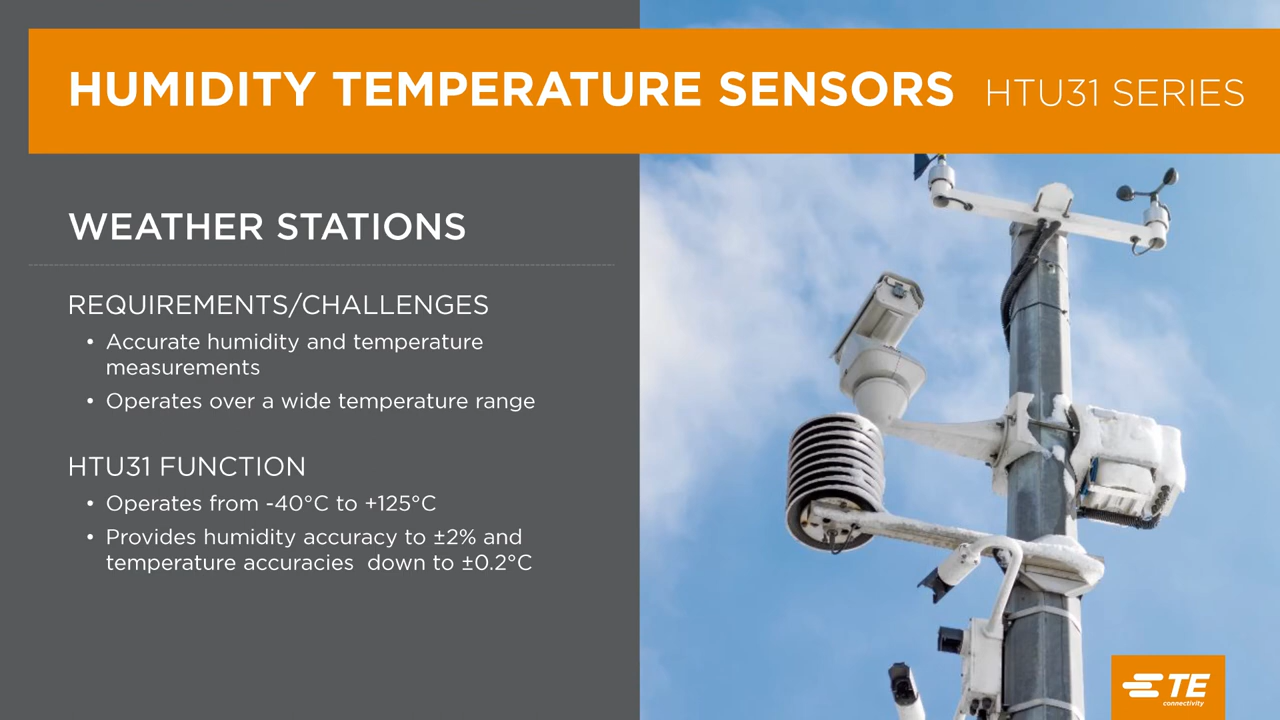 HUMIDITY TEMPERATURE SENSORS HTU31 SERIES
WEATHER STATIONS
REQUIREMENTS/CHALLENGES
• Accurate humidity and temperature
measurements
• Operates over a wide temperature range
HTU31 FUNCTION
• Operates from -40°C to +125°C
• Provides humidity accuracy to ±2% and
temperature accuracies  down to ±0.2°C
TE
connectivity